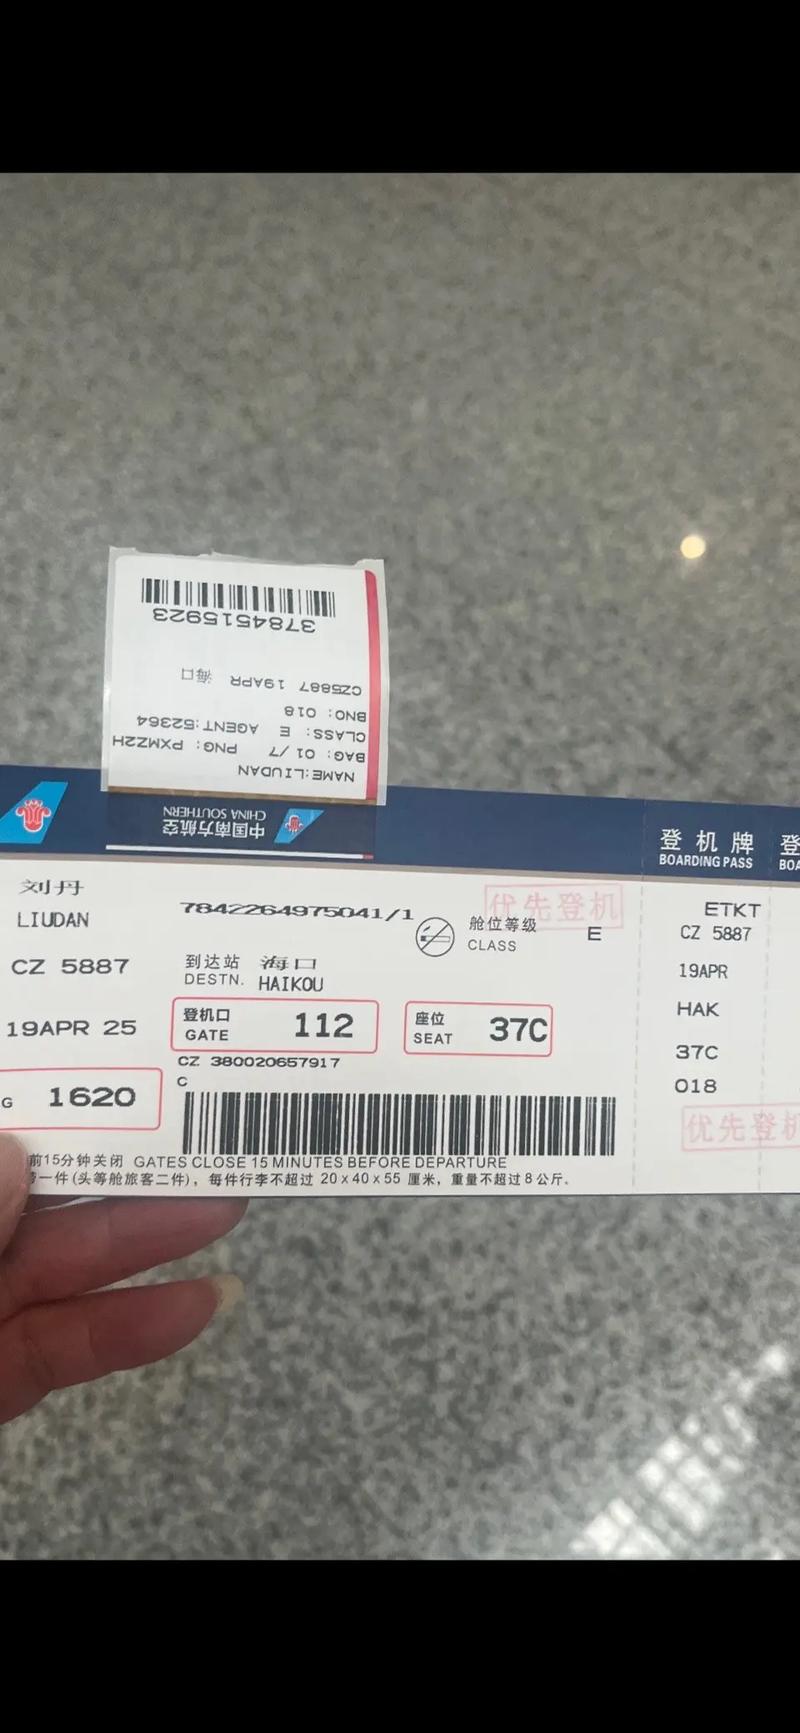 3784515923
CZ5887 19APR 海口
BNO: 018
CLASS: E AGENT:52364
BAG: 01/7 PNG: PXMZ2H
NAME:LIUDAN
中国南方航空
CHINA SOUTHERN
登机牌
BOARDING PASS
登
BOA
刘丹
LIUDAN
7842264975041/1
优先登机
舱位等级
CLASS
E
CZ 5887
到达站 海口
DESTN. HAIKOU
19APR 25
登机口
GATE 112
座位
SEAT 37C
CZ 380020657917
C
G 1620
前15分钟关闭 GATES CLOSE 15 MINUTES BEFORE DEPARTURE
一件(头等舱旅客二件)，每件行李不超过 20x40x55 厘米，重量不超过8公斤。
ETKT
CZ 5887
19APR
HAK
37C
018
优先登机